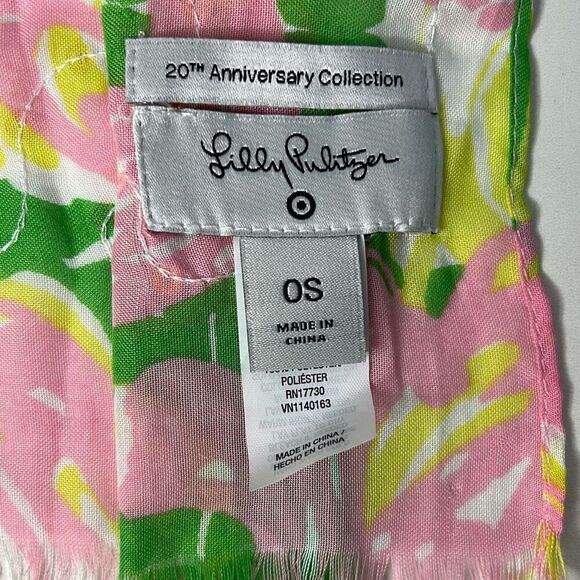 20TH Anniversary Collection
Lilly Pulitzer
OS
MADE IN
CHINA
POLIÉSTER
RN17730
VN1140163
MADE IN CHINA /
HECHO EN CHINA